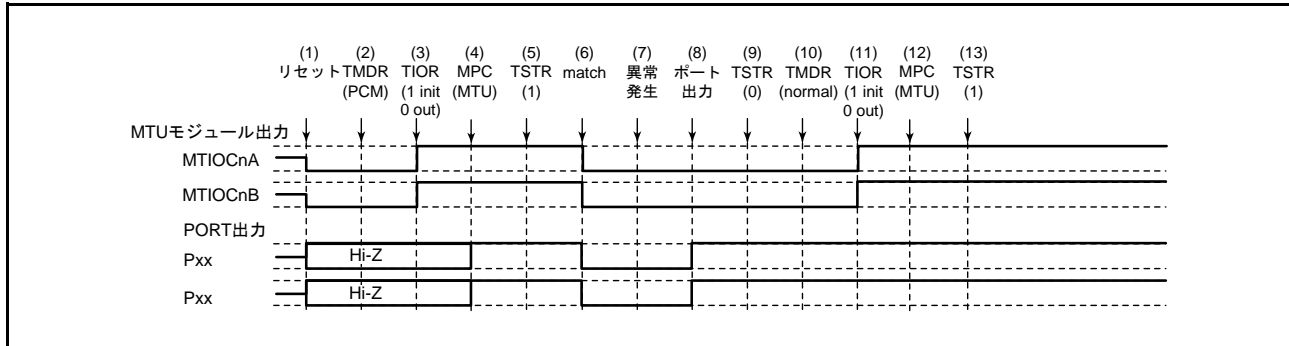 (1) (2) (3) (4) (5) (6) (7) (8) (9) (10) (11) (12) (13)
リセット TMDR TIOR MPC TSTR match 異常 ポート TSTR TMDR TIOR MPC TSTR
(PCM) (1 init (MTU) (1) 発生 出力 (0) (normal) (1 init (MTU) (1)
0 out) 0 out)
MTUモジュール出力
MTIOCnA
MTIOCnB
PORT出力
Pxx Hi-Z
Pxx Hi-Z